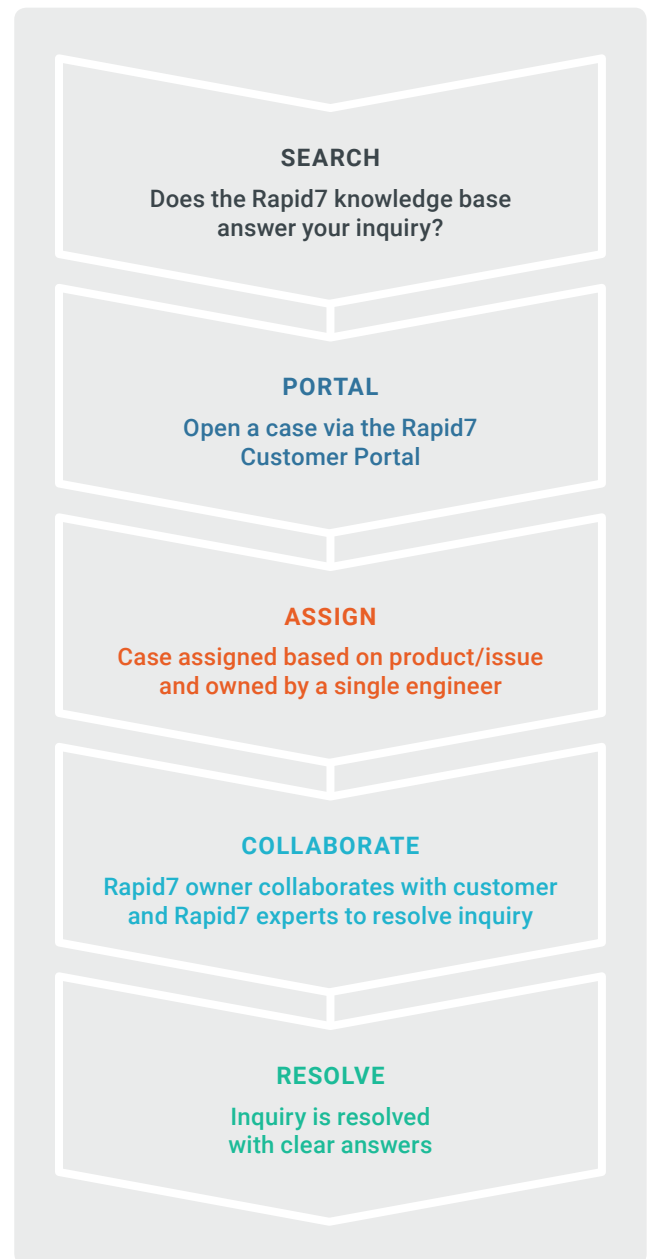 SEARCH
Does the Rapid7 knowledge base
answer your inquiry?
PORTAL
Open a case via the Rapid7
Customer Portal
ASSIGN
Case assigned based on product/issue
and owned by a single engineer
COLLABORATE
Rapid7 owner collaborates with customer
and Rapid7 experts to resolve inquiry
RESOLVE
Inquiry is resolved
with clear answers